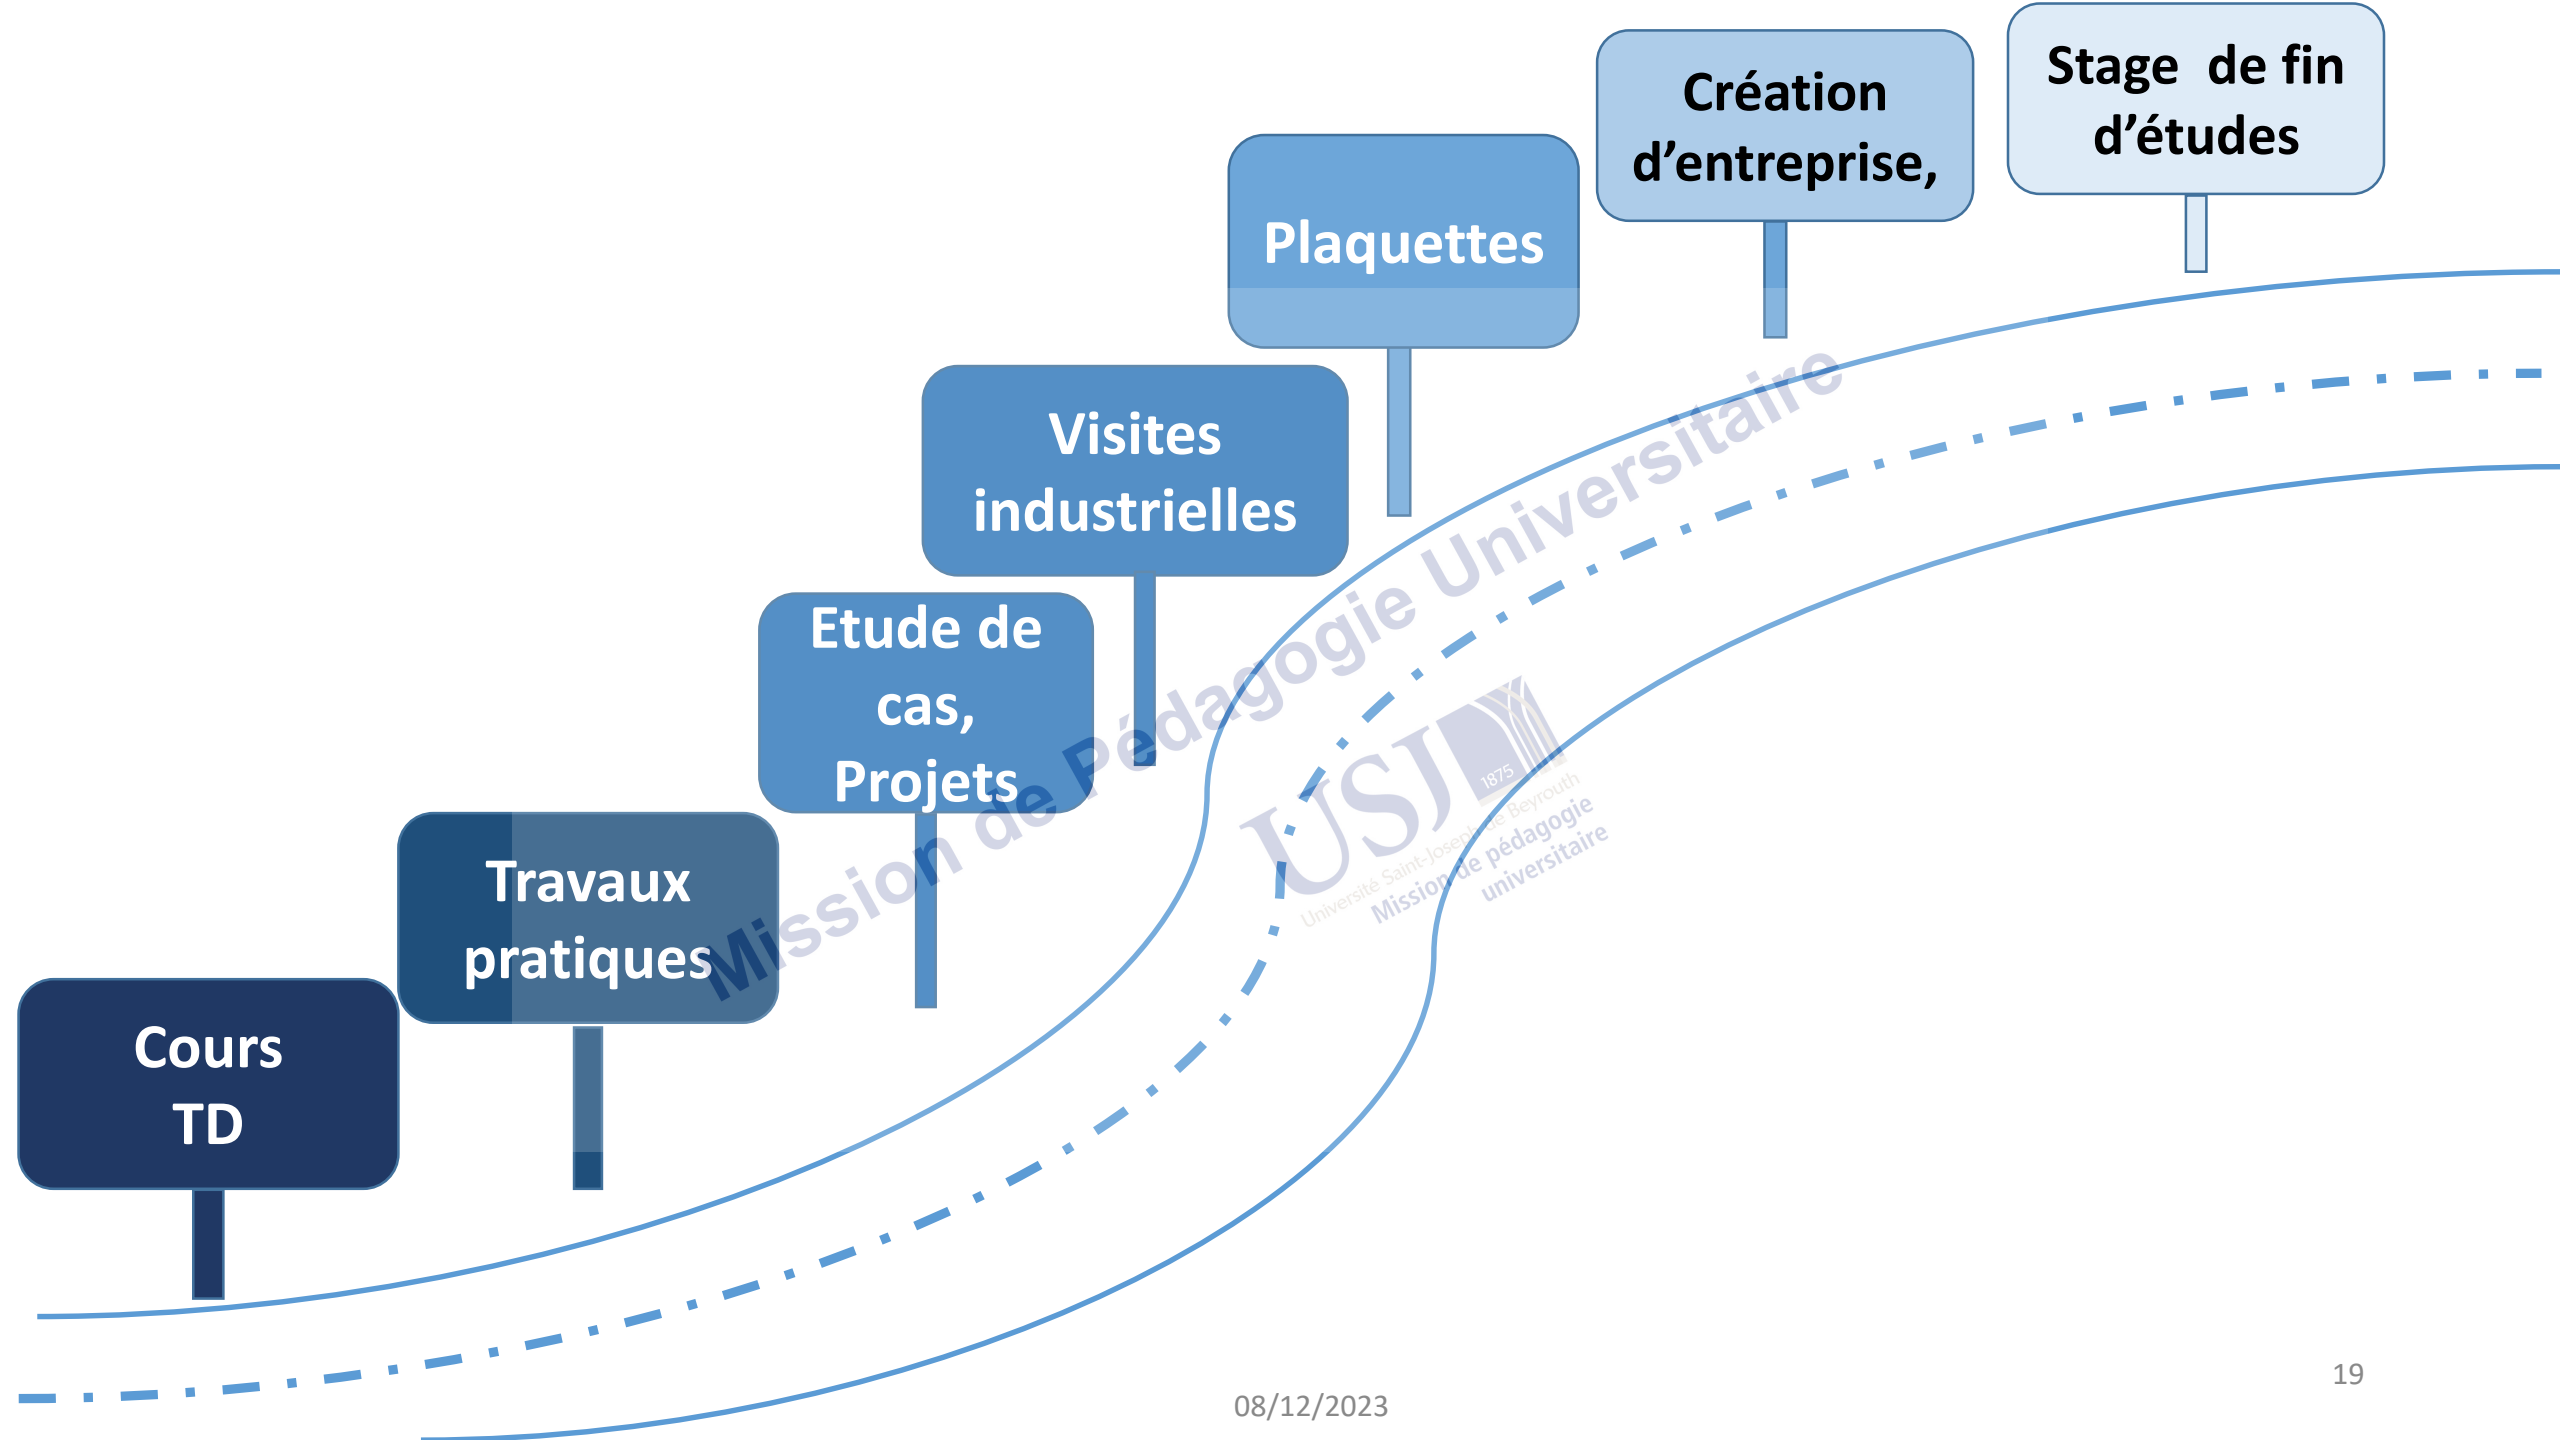 Stage  de fin
d’études
Création
d’entreprise,
Plaquettes
Visites
industrielles
Etude de
cas,
Projets
Travaux
pratiques
Cours
TD
Mission de Pédagogie Universitaire
USJ
1875
Université Saint-Joseph de Beyrouth
Mission de pédagogie
universitaire
19
08/12/2023